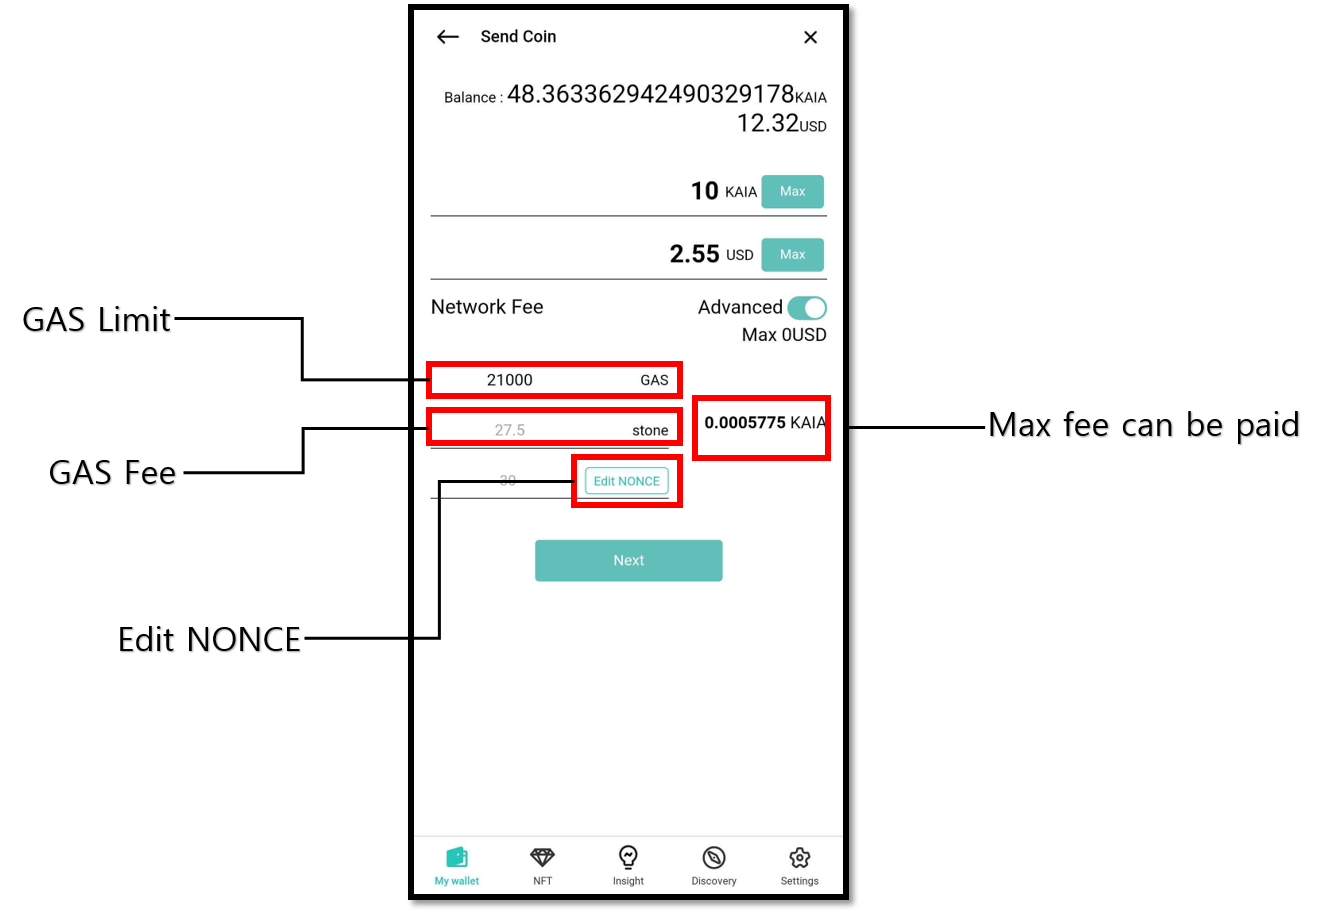 Send Coin
Balance : 48.363362942490329178KAIA
12.32USD
10 KAIA Max
2.55 USD Max
Network Fee Advanced
Max 0USD
GAS Limit
21000 GAS
0.0005775 KAIA
Max fee can be paid
27.5 stone
GAS Fee
30 Edit NONCE
Next
Edit NONCE
My wallet NFT Insight Discovery Settings